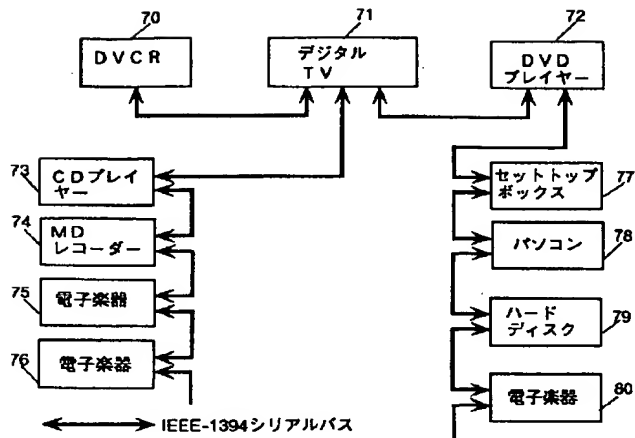 70
DVCR
71
デジタル
TV
72
DVD
プレイヤー
73
CDプレイ
ヤー
74
MD
レコーダー
75
電子楽器
76
電子楽器
セットトップ
ボックス
77
パソコン
78
ハード
ディスク
79
電子楽器
80
IEEE-1394シリアルバス